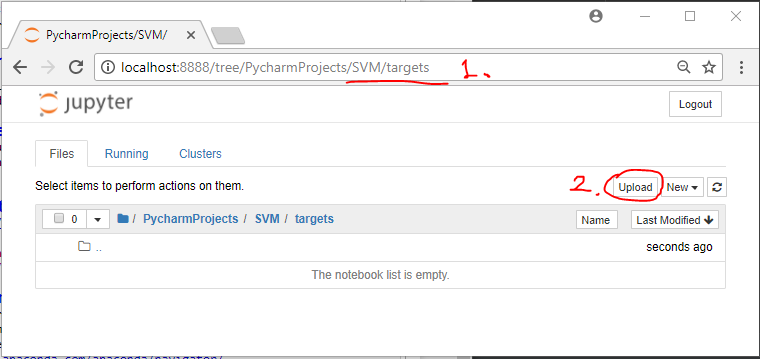 PycharmProjects/SVM/
localhost:8888/tree/PycharmProjects/SVM/targets
1.
jupyter
Logout
Files Running Clusters
Select items to perform actions on them.
2.
Upload New
0 / PycharmProjects / SVM / targets Name Last Modified
.. seconds ago
The notebook list is empty.